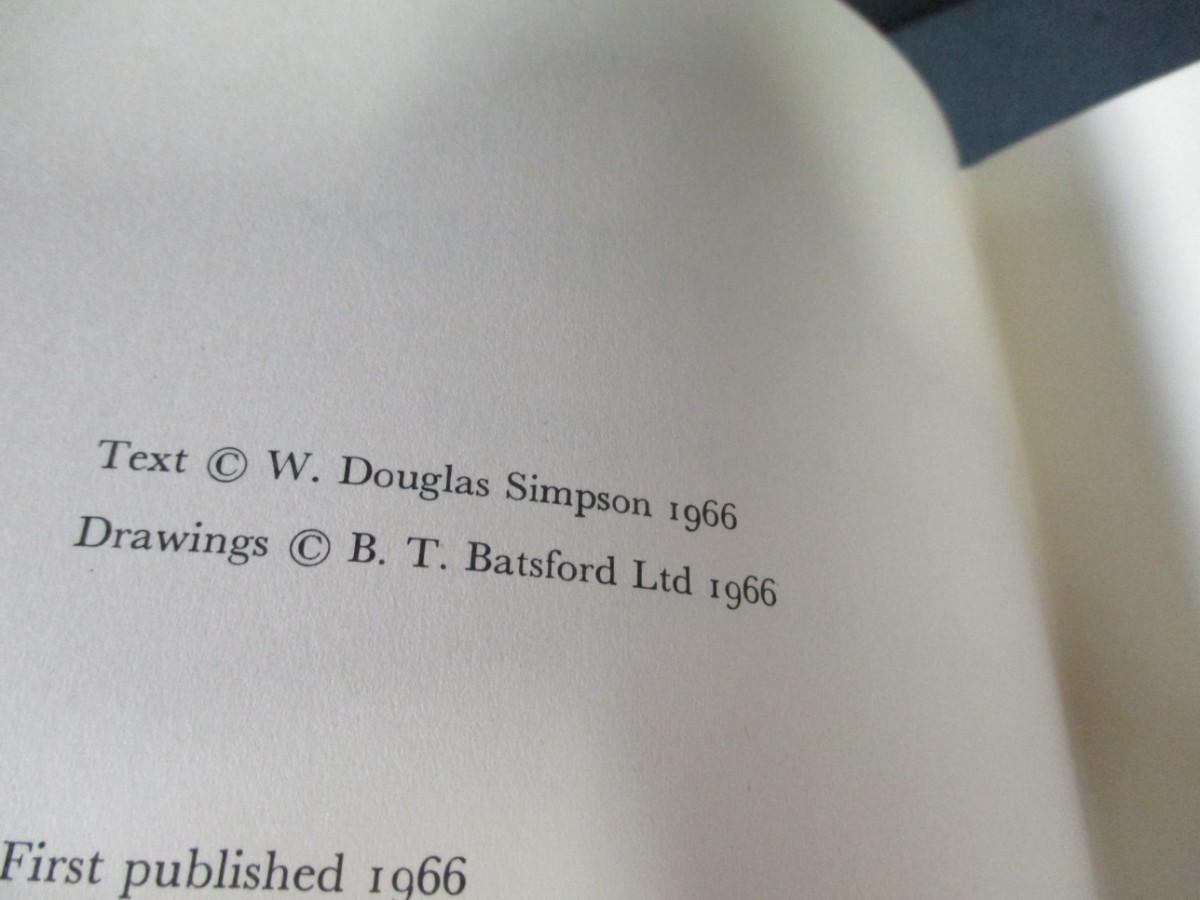 Text © W. Douglas Simpson 1966
Drawings © B. T. Batsford Ltd 1966
First published 1966